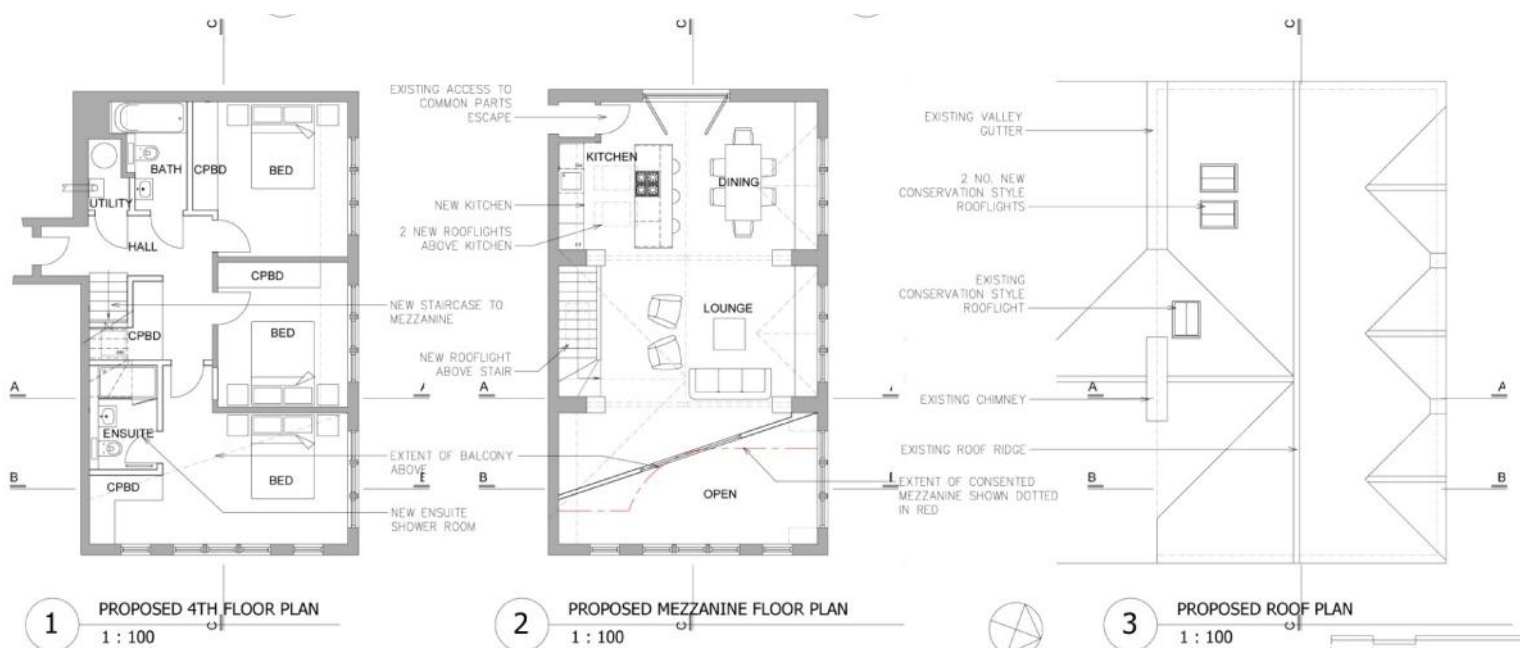 C
BATH
CPBD
BED
UTILITY
HALL
CPBD
CPBD
BED
A
ENSUITE
B
CPBD
BED
NEW STAIRCASE TO
MEZZANINE
EXTENT OF BALCONY
ABOVE
NEW ENSUITE
SHOWER ROOM
C
1
PROPOSED 4TH FLOOR PLAN
1 : 100
C
EXISTING ACCESS TO
COMMON PARTS
ESCAPE
KITCHEN
DINING
NEW KITCHEN
2 NEW ROOFLIGHTS
ABOVE KITCHEN
LOUNGE
NEW ROOFLIGHT
ABOVE STAIR
A
B
OPEN
EXTENT OF CONSENTED
MEZZANINE SHOWN DOTTED
IN RED
C
2
PROPOSED MEZZANINE FLOOR PLAN
1 : 100
C
EXISTING VALLEY
GUTTER
2 NO. NEW
CONSERVATION STYLE
ROOFLIGHTS
EXISTING
CONSERVATION STYLE
ROOFLIGHT
A
A
EXISTING CHIMNEY
EXISTING ROOF RIDGE
B
B
C
3
PROPOSED ROOF PLAN
1 : 100